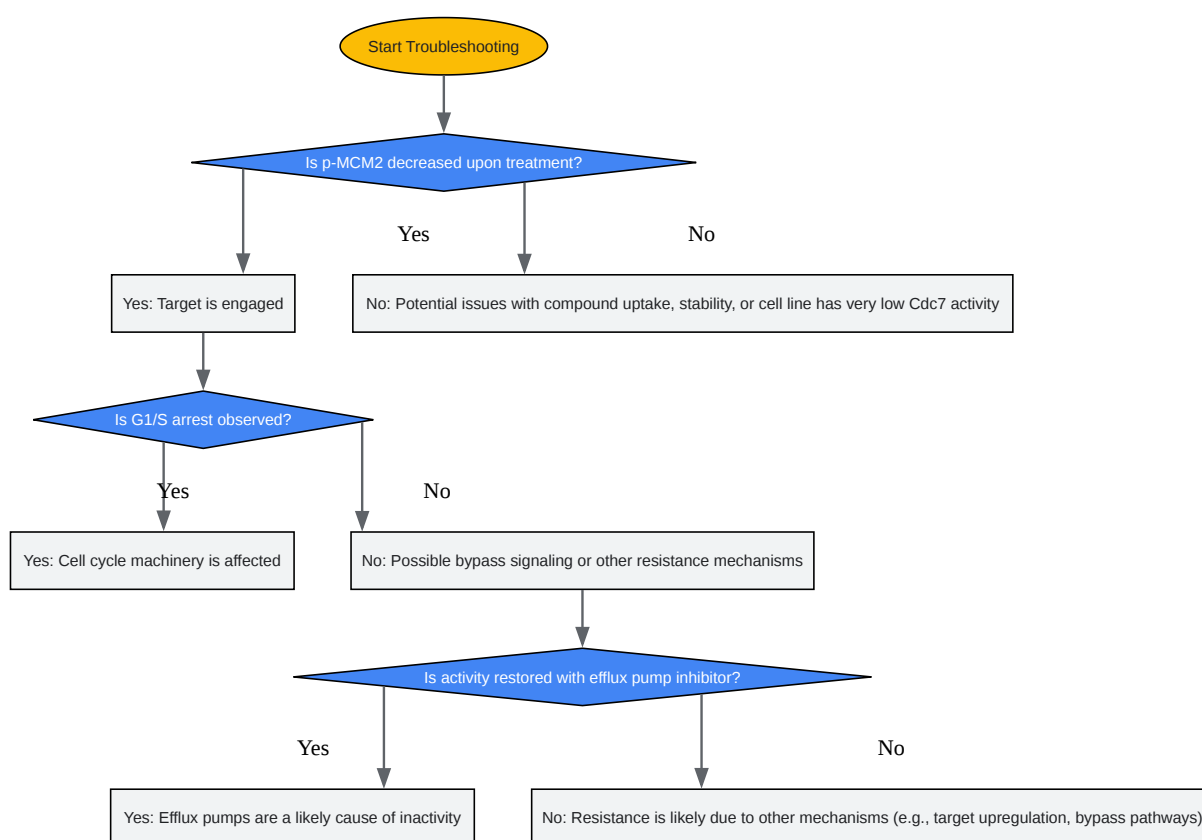 Start Troubleshooting
Is p-MCM2 decreased upon treatment?
Yes
No
Yes: Target is engaged
No: Potential issues with compound uptake, stability, or cell line has very low Cdc7 activity
Is G1/S arrest observed?
Yes
No
Yes: Cell cycle machinery is affected
No: Possible bypass signaling or other resistance mechanisms
Is activity restored with efflux pump inhibitor?
Yes
No
Yes: Efflux pumps are a likely cause of inactivity
No: Resistance is likely due to other mechanisms (e.g., target upregulation, bypass pathways)